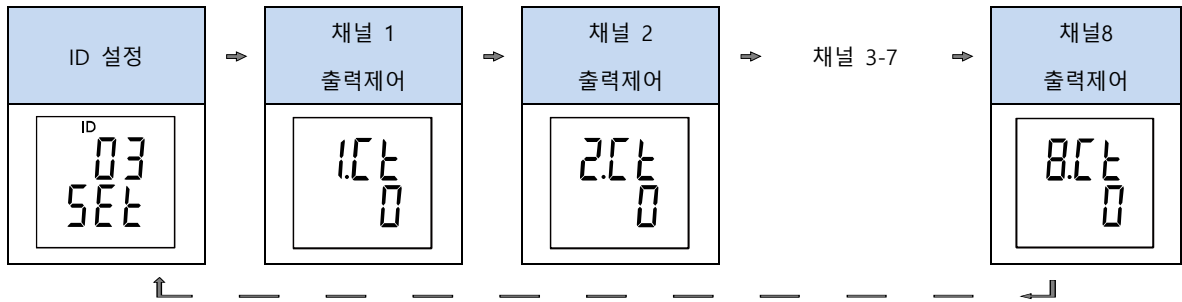 ID 설정
채널 1
출력제어
채널 2
출력제어
채널 3-7
채널8
출력제어
ID
03
SEt
1.Ct
0
2.Ct
0
8.Ct
0